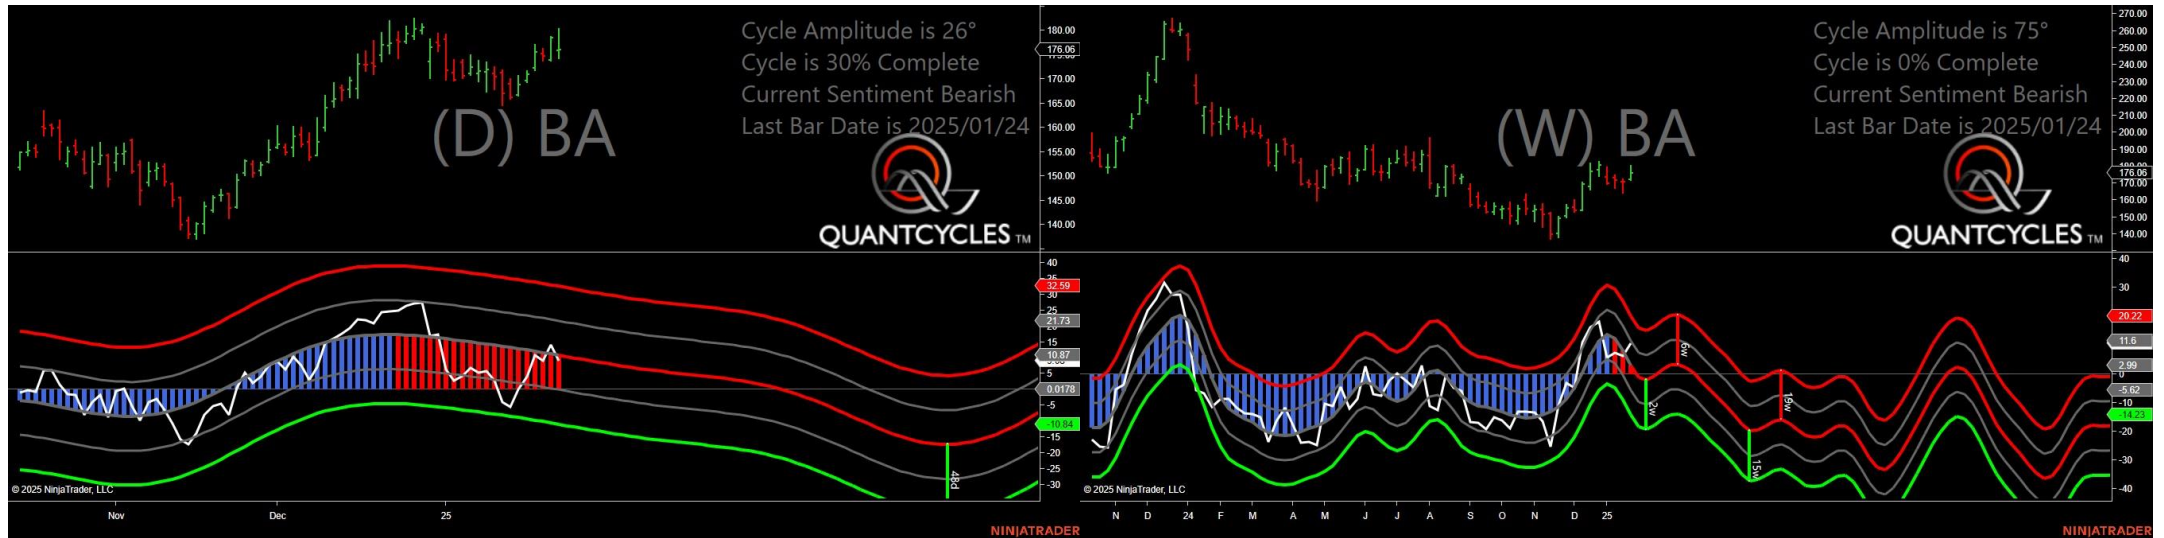 Cycle Amplitude is 26°
Cycle is 30% Complete
Current Sentiment Bearish
Last Bar Date is 2025/01/24
(D) BA
QUANTCYCLES TM
180.00
176.06
170.00
165.00
160.00
155.00
150.00
145.00
140.00
40
35
32.59
30
25
21.73
15
10.87
5
0.0178
-5
-10.84
-15
-20
-25
-30
48d
© 2025 NinjaTrader, LLC
Nov
Dec
25
NINJATRADER
Cycle Amplitude is 75°
Cycle is 0% Complete
Current Sentiment Bearish
Last Bar Date is 2025/01/24
(W) BA
QUANTCYCLES TM
270.00
260.00
250.00
240.00
230.00
220.00
210.00
200.00
190.00
180.00
176.06
170.00
160.00
150.00
140.00
40
30
20.22
11.6
2.99
0
-5.62
-10
-14.23
-20
-30
-40
6w
2w
19w
15w
© 2025 NinjaTrader, LLC
N D 24 F M A M J J A S O N D 25
NINJATRADER